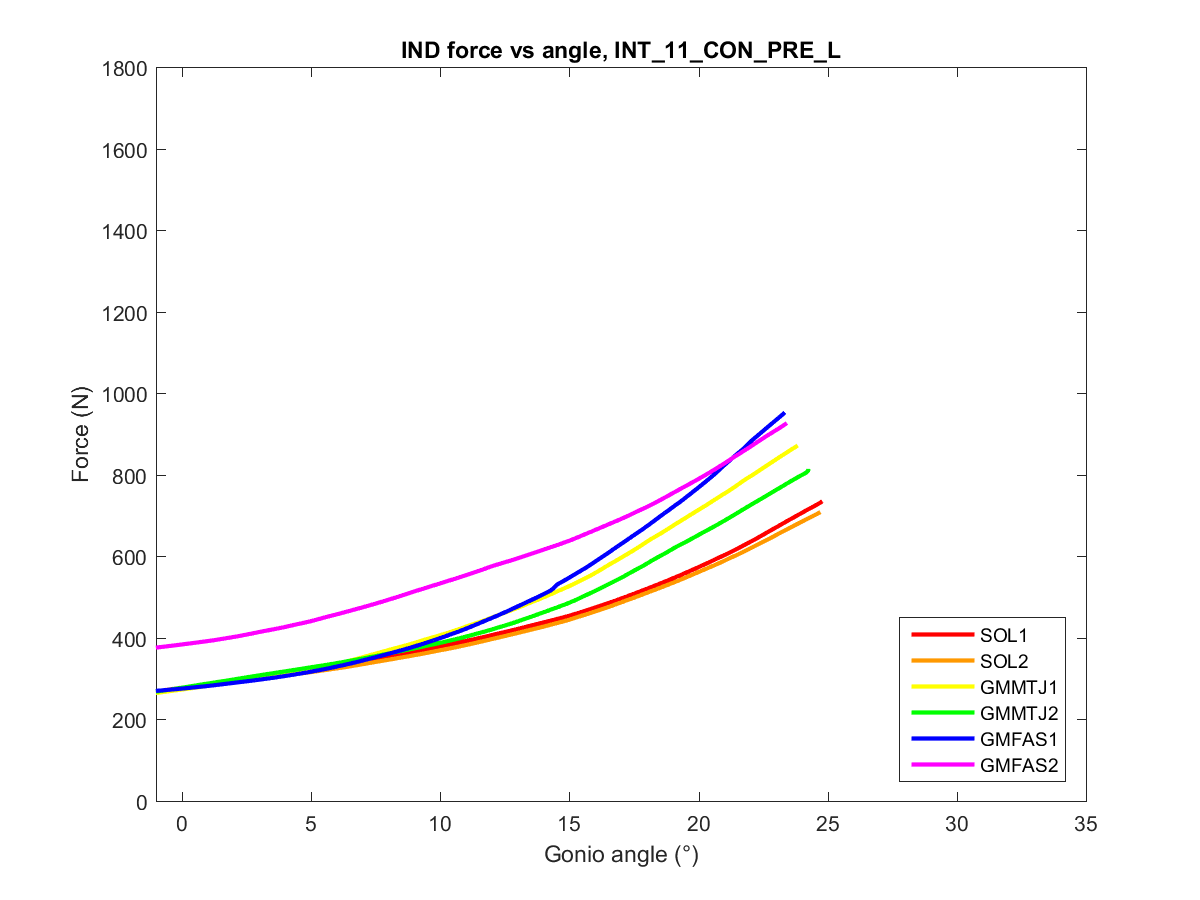 IND force vs angle, INT_11_CON_PRE_L
1800
1600
1400
1200
1000
800
600
400
200
0
Force (N)
0 5 10 15 20 25 30 35
Gonio angle (°)
SOL1
SOL2
GMMTJ1
GMMTJ2
GMFAS1
GMFAS2